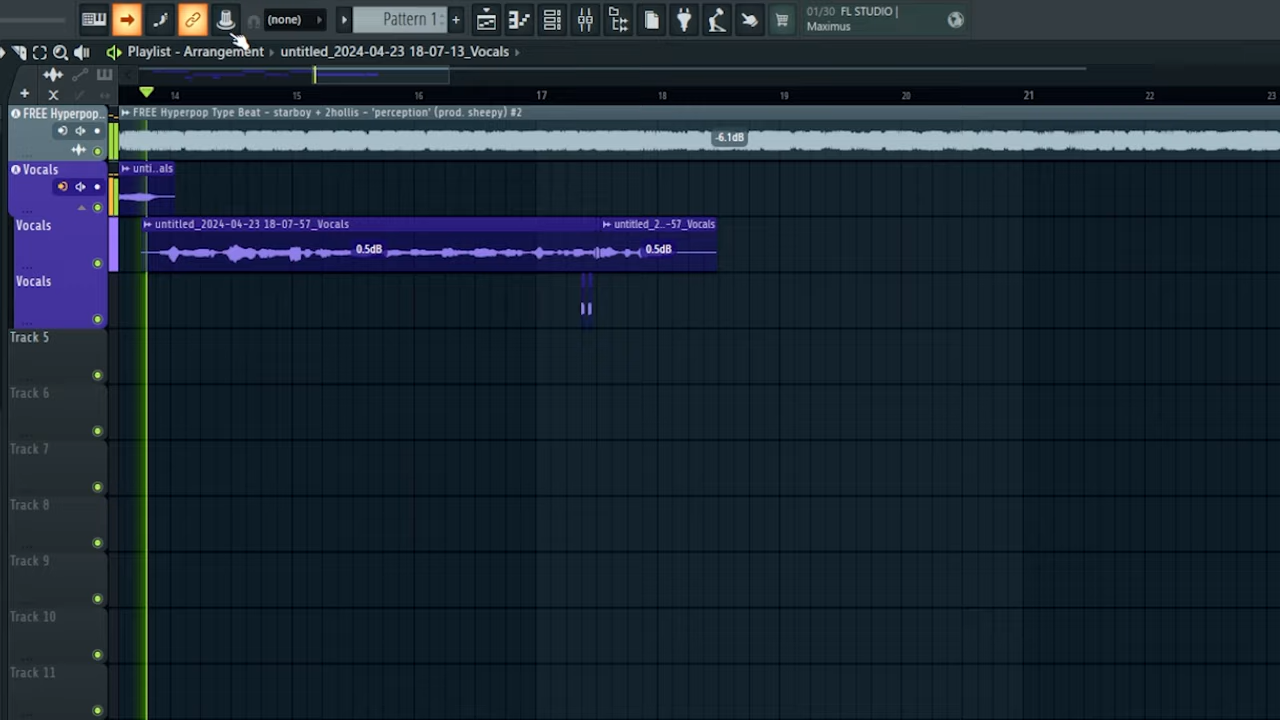 (none)
Pattern 1
01/30 FL STUDIO |
Maximus
Playlist - Arrangement › untitled_2024-04-23 18-07-13_Vocals ›
14 15 16 17 18 19 20 21 22 23
FREE Hyperpop..
FREE Hyperpop Type Beat - starboy + 2hollis - 'perception' (prod. sheepy) #2
-6.1dB
Vocals
unti..als
Vocals
untitled_2024-04-23 18-07-57_Vocals
untitled_2..-57_Vocals
0.5dB
0.5dB
Vocals
Track 5
Track 6
Track 7
Track 8
Track 9
Track 10
Track 11